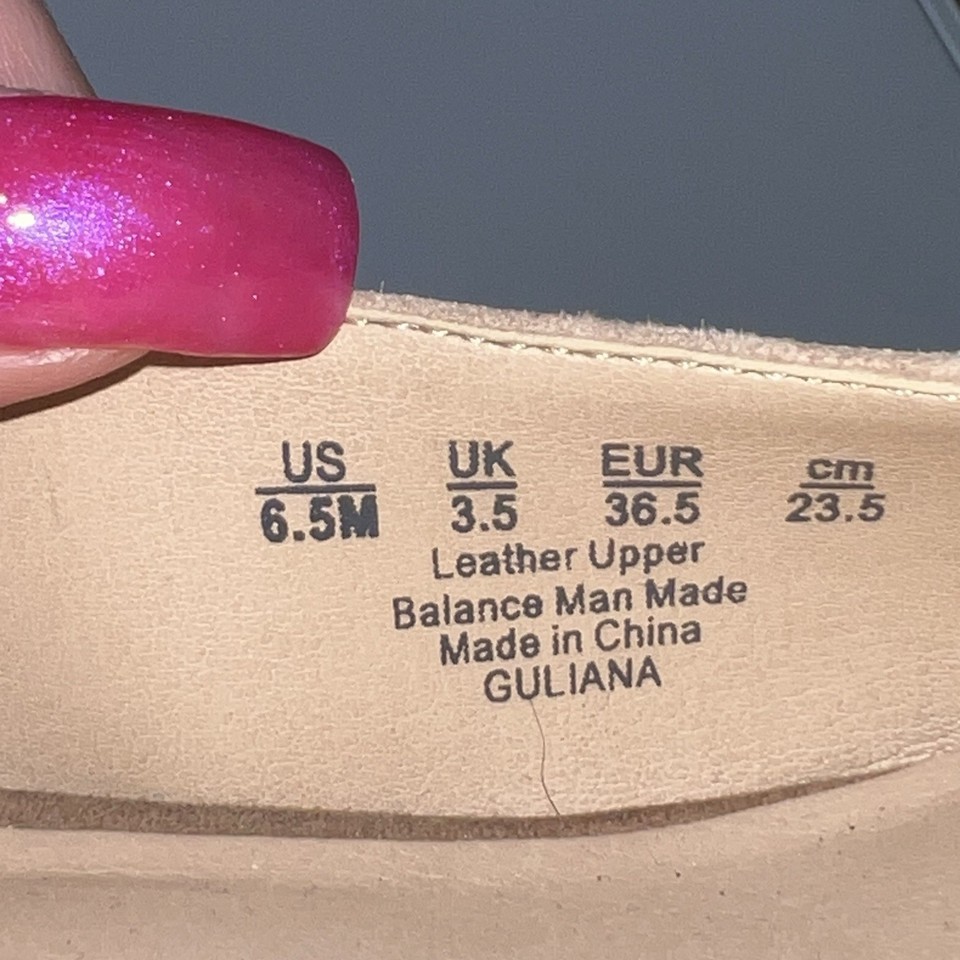 US UK EUR cm
6.5M 3.5 36.5 23.5
Leather Upper
Balance Man Made
Made in China
GULIANA